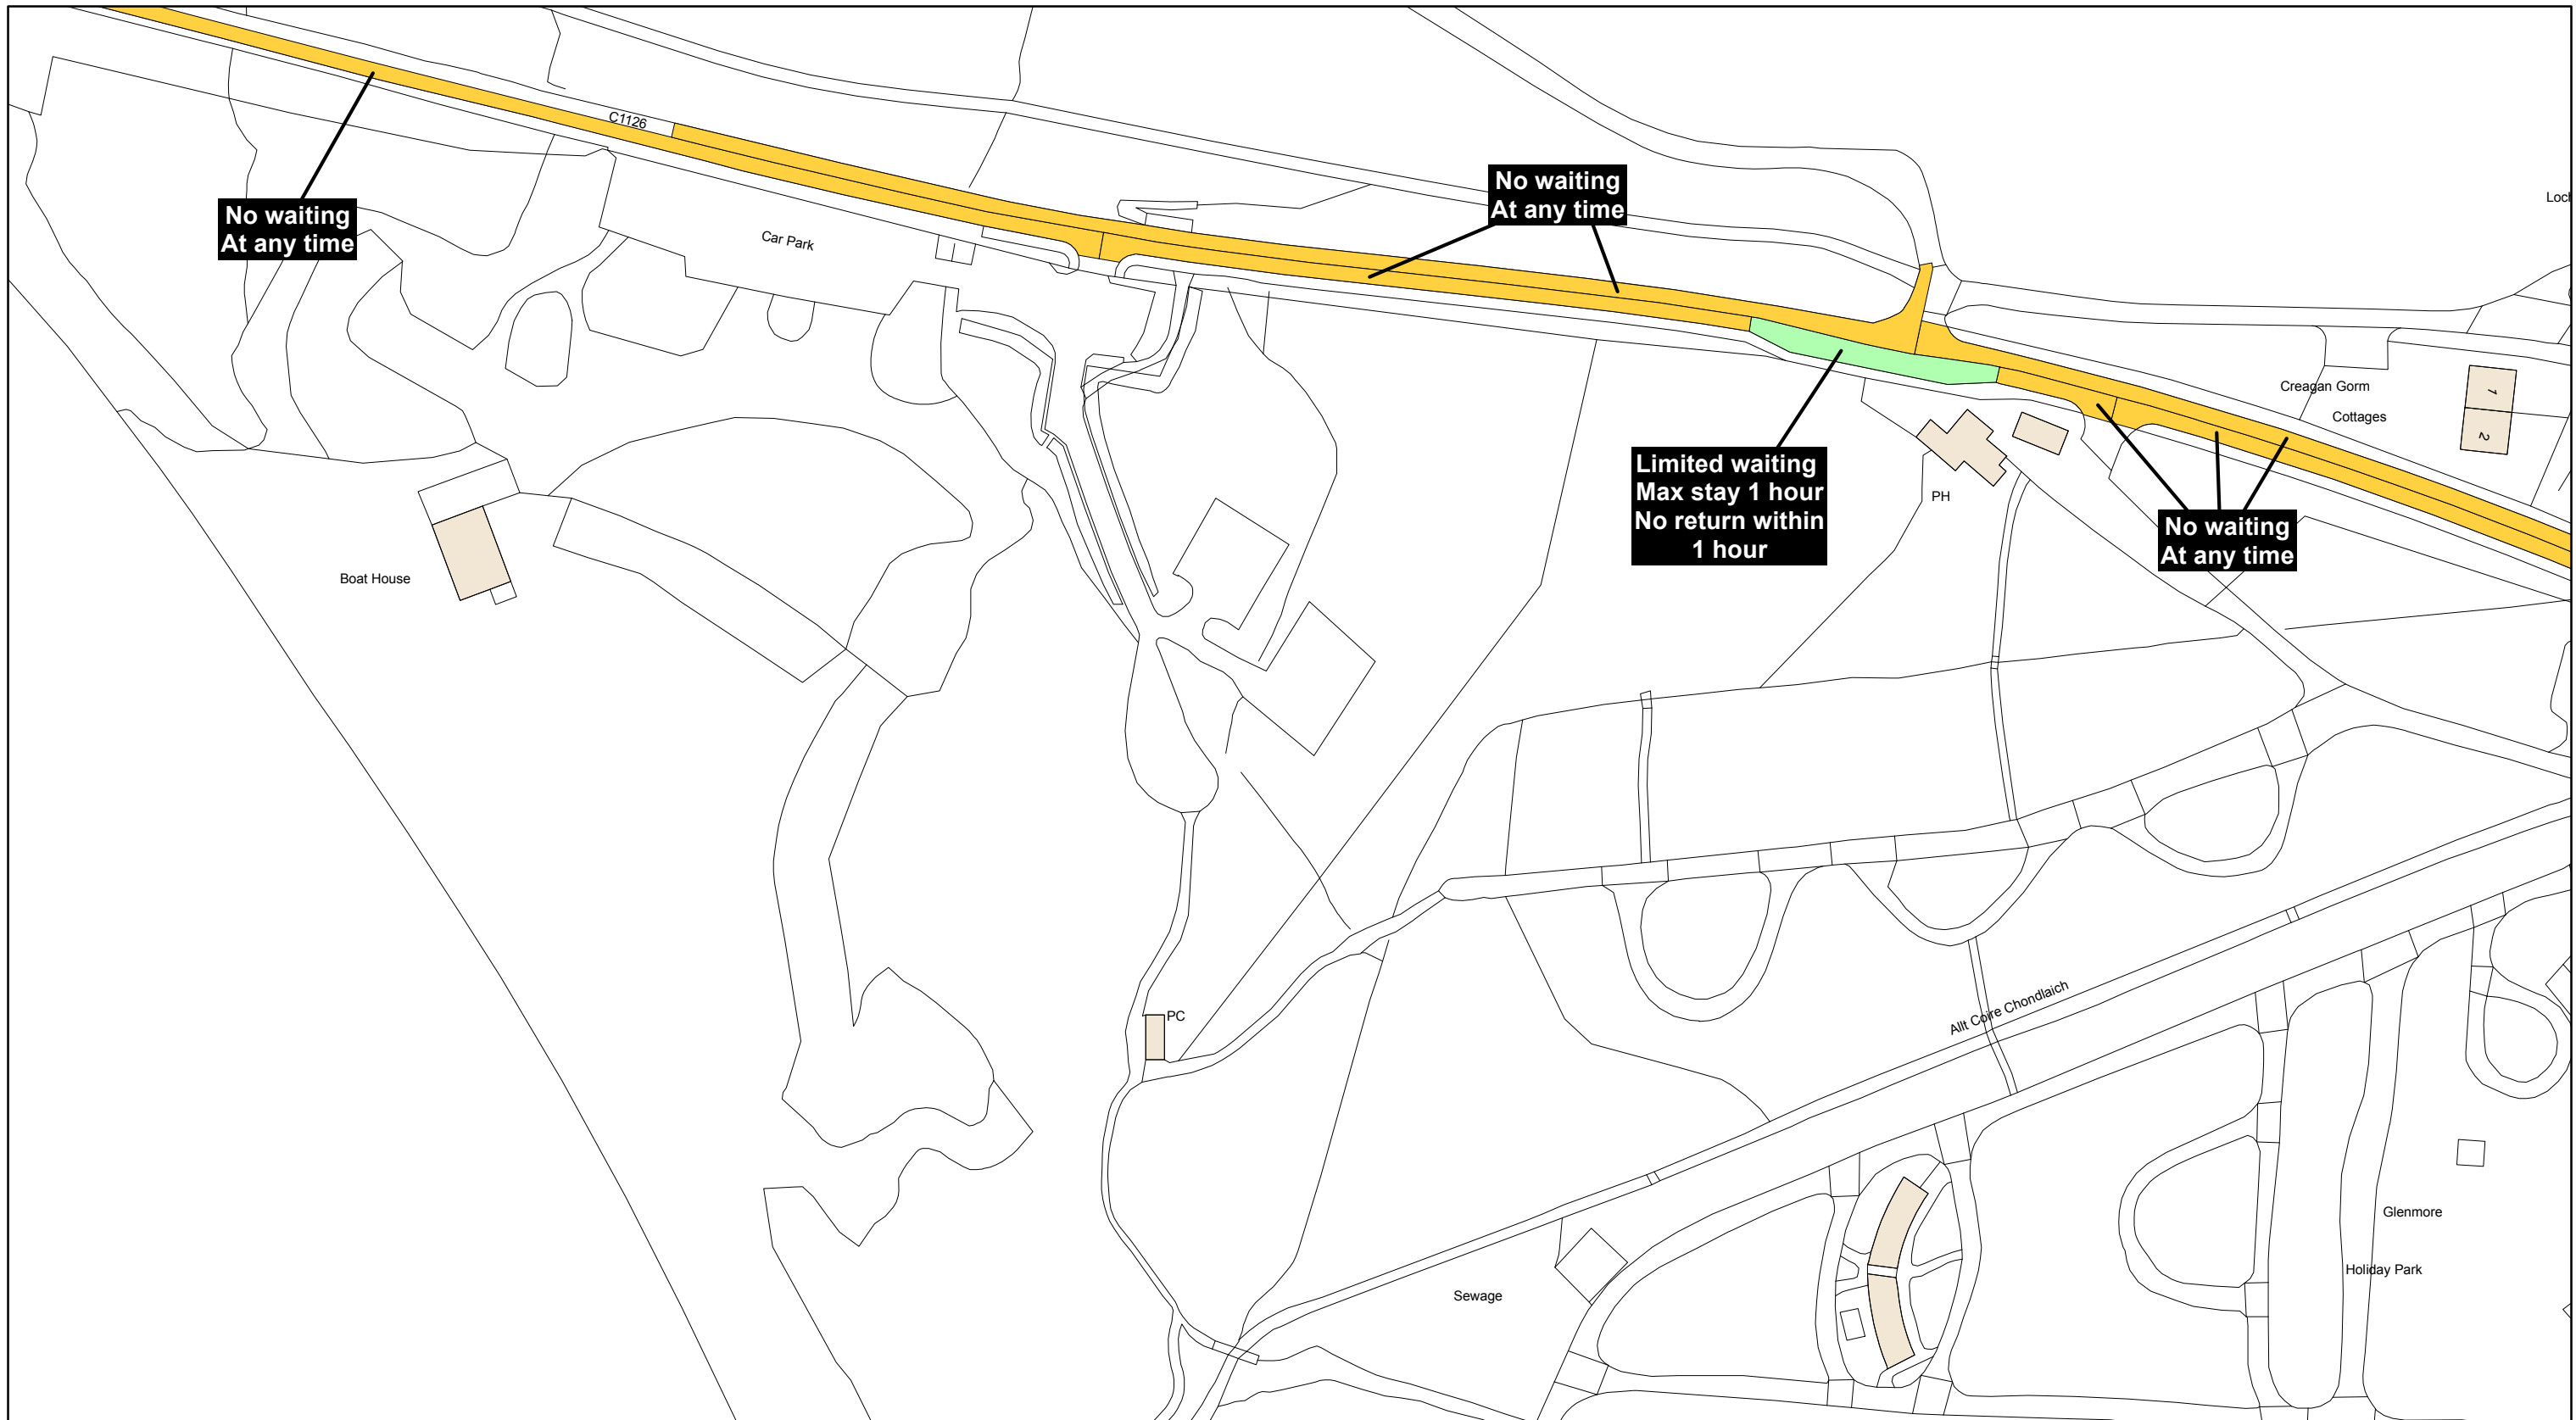 C1126
No waiting
At any time
Loch
No waiting
At any time
Car Park
Creagan Gorm
Cottages
1
2
Limited waiting
Max stay 1 hour
No return within
1 hour
PH
No waiting
At any time
Boat House
PC
Allt Coire Chondlaich
Glenmore
Holiday Park
Sewage